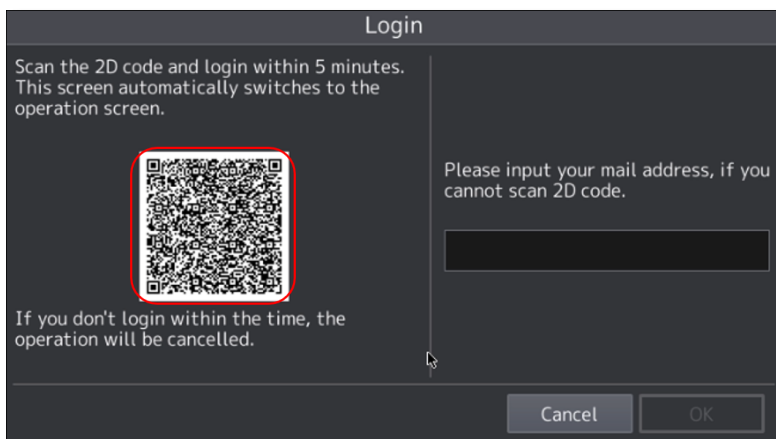 Login
Scan the 2D code and login within 5 minutes.
This screen automatically switches to the
operation screen.
If you don't login within the time, the
operation will be cancelled.
Please input your mail address, if you
cannot scan 2D code.
Cancel
OK